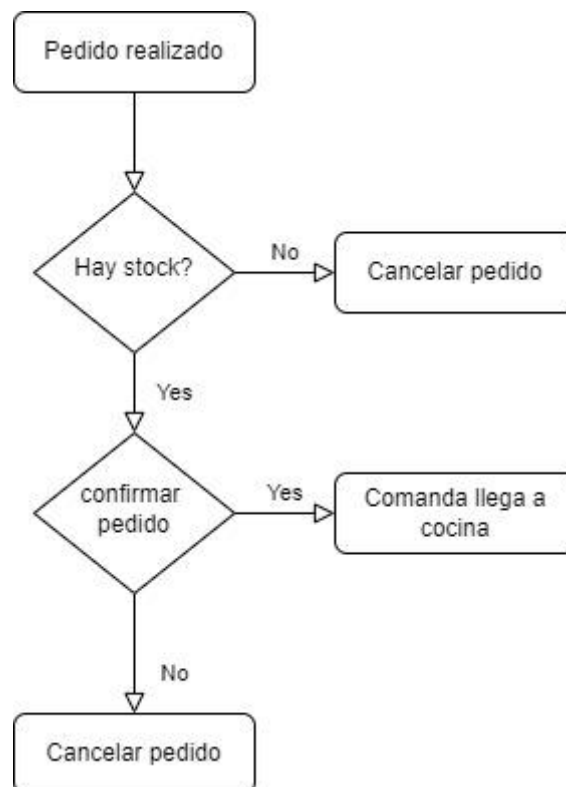 Pedido realizado
Hay stock?
No
Cancelar pedido
Yes
confirmar
pedido
Yes
Comanda llega a
cocina
No
Cancelar pedido